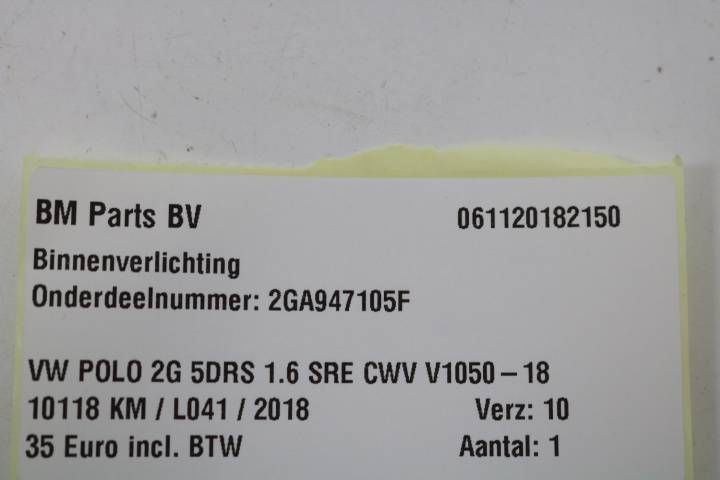 BM Parts BV 061120182150
Binnenverlichting
Onderdeelnummer: 2GA947105F
VW POLO 2G 5DRS 1.6 SRE CWV V1050-18
10118 KM / L041 / 2018 Verz: 10
35 Euro incl. BTW Aantal: 1